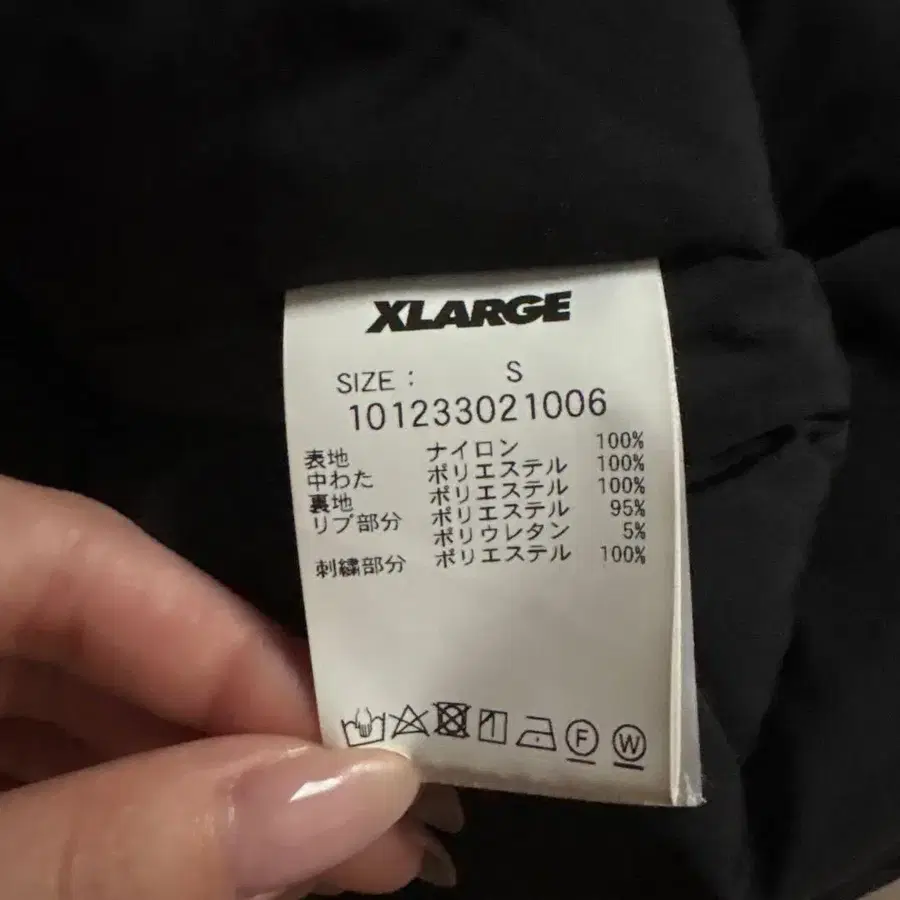 XLARGE
SIZE : S
101233021006
表地 ナイロン 100%
中わた ポリエステル 100%
裏地 ポリエステル 100%
リブ部分 ポリエステル 95%
ポリウレタン 5%
刺繍部分 ポリエステル 100%
F W